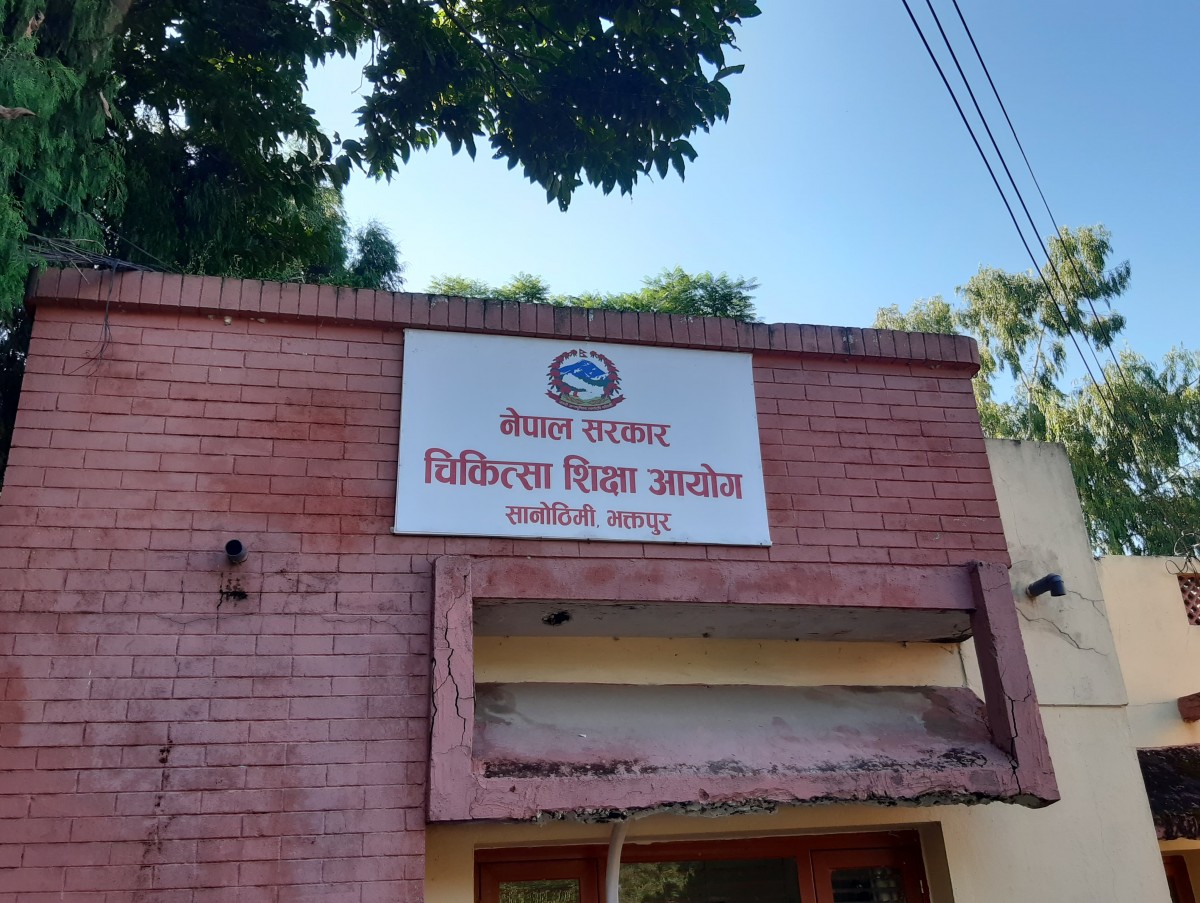 नेपाल सरकार
चिकित्सा शिक्षा आयोग
सानोठिमी, भक्तपुर